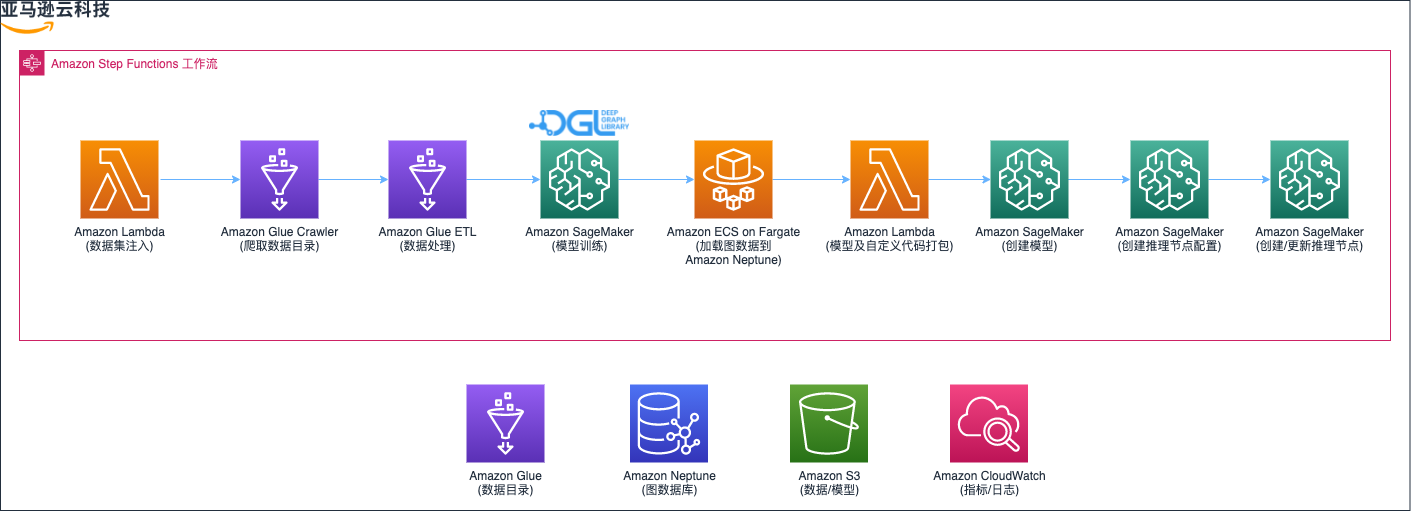 亚马逊云科技
Amazon Step Functions 工作流
DGL DEEP
GRAPH
LIBRARY
Amazon Lambda
(数据集注入)
Amazon Glue Crawler
(爬取数据目录)
Amazon Glue ETL
(数据处理)
Amazon SageMaker
(模型训练)
Amazon ECS on Fargate
(加载图数据到
Amazon Neptune)
Amazon Lambda
(模型及自定义代码打包)
Amazon SageMaker
(创建模型)
Amazon SageMaker
(创建推理节点配置)
Amazon SageMaker
(创建/更新推理节点)
Amazon Glue
(数据目录)
Amazon Neptune
(图数据库)
Amazon S3
(数据/模型)
Amazon CloudWatch
(指标/日志)